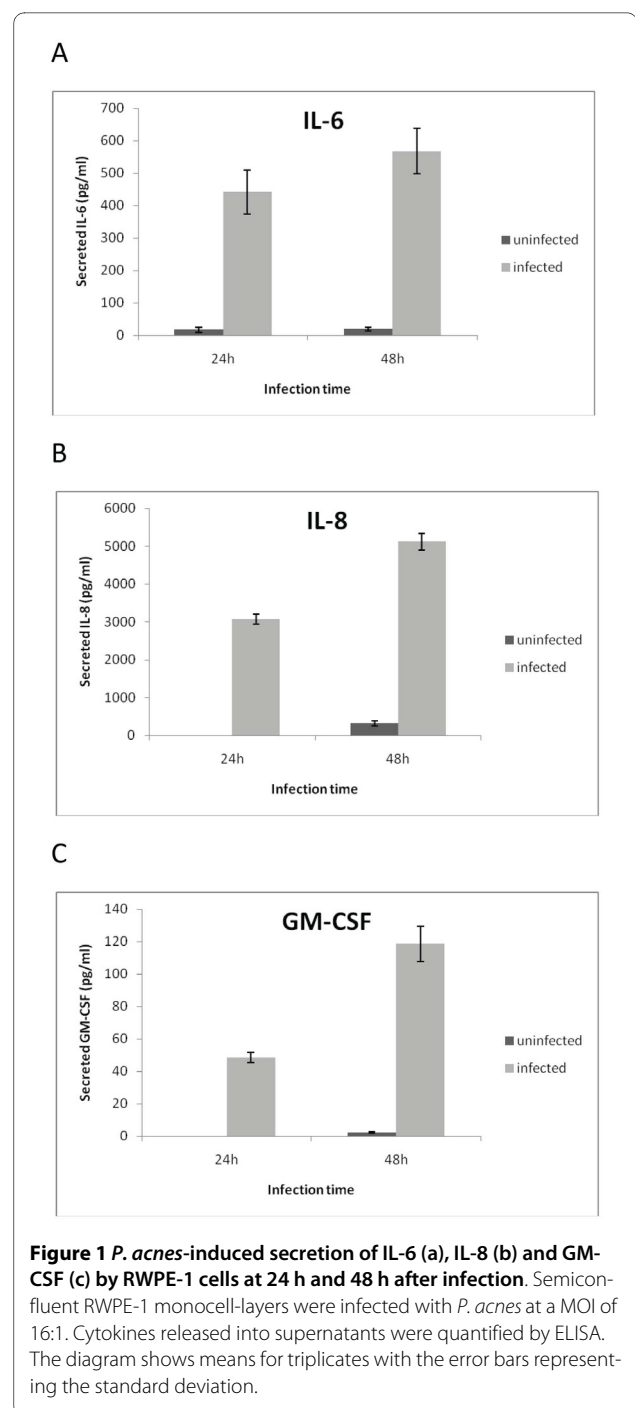 A
IL-6
Secreted IL-6 (pg/ml)
700
600
500
400
300
200
100
0
24h
48h
Infection time
uninfected
infected
B
IL-8
Secreted IL-8 (pg/ml)
6000
5000
4000
3000
2000
1000
0
24h
48h
Infection time
uninfected
infected
C
GM-CSF
Secreted GM-CSF (pg/ml)
140
120
100
80
60
40
20
0
24h
48h
Infection time
uninfected
infected
Figure 1 P. acnes-induced secretion of IL-6 (a), IL-8 (b) and GM-
CSF (c) by RWPE-1 cells at 24 h and 48 h after infection. Semicon-
fluent RWPE-1 monocell-layers were infected with P. acnes at a MOI of
16:1. Cytokines released into supernatants were quantified by ELISA.
The diagram shows means for triplicates with the error bars represent-
ing the standard deviation.